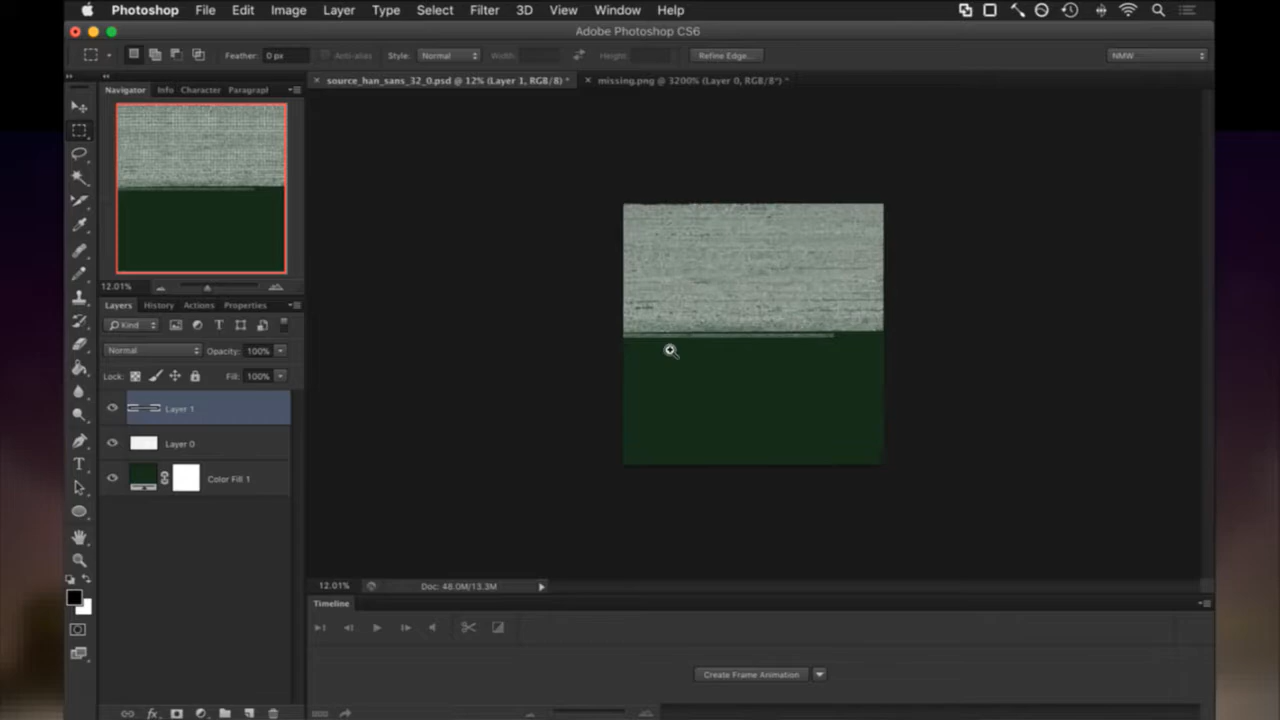 Photoshop File Edit Image Layer Type Select Filter 3D View Window Help
Adobe Photoshop CS6
Feather: 0 px Anti-alias Style: Normal Width: Height: Refine Edge... NMW
source_han_sans_32_0.psd @ 12% (Layer 1, RGB/8) * missing.png @ 3200% (Layer 0, RGB/8*) *
Navigator Info Character Paragraph
12.01%
Layers History Actions Properties
Kind
Normal Opacity: 100%
Lock: Fill: 100%
Layer 1
Layer 0
Color Fill 1
12.01% Doc: 48.0M/13.3M
Timeline
Create Frame Animation